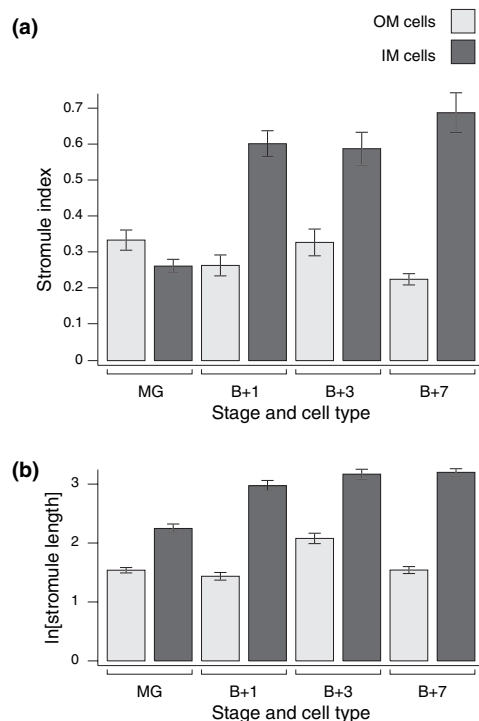 (a)
OM cells
IM cells
Stromule index
0.7
0.6
0.5
0.4
0.3
0.2
0.1
0
MG B+1 B+3 B+7
Stage and cell type
(b)
ln[stromule length]
3
2
1
0
MG B+1 B+3 B+7
Stage and cell type